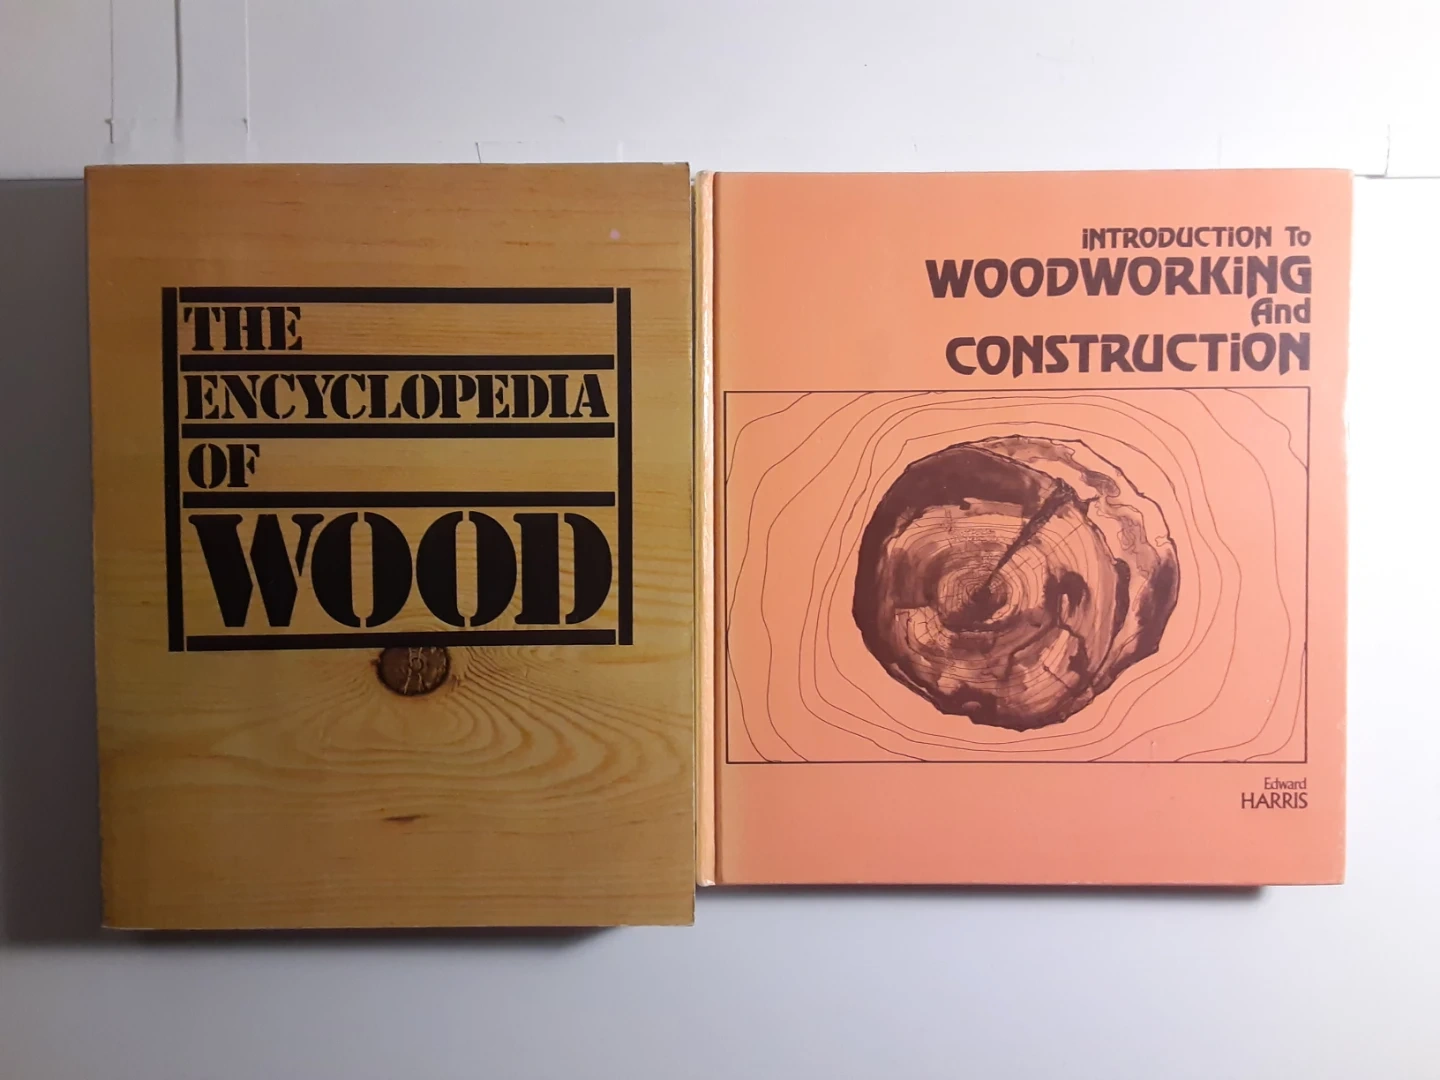 THE
ENCYCLOPEDIA
OF
WOOD
iNTRODUCTiON To
WOODWORKiNG
And
CONSTRUCTiON
Edward
HARRIS